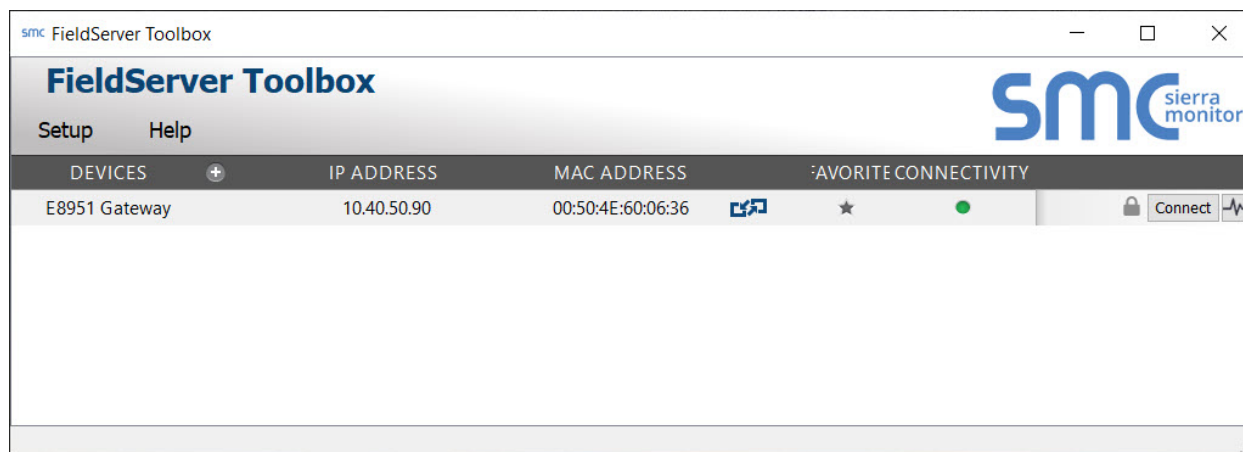 smc FieldServer Toolbox
FieldServer Toolbox
smc sierra monitor
Setup Help
DEVICES IP ADDRESS MAC ADDRESS FAVORITE CONNECTIVITY
E8951 Gateway 10.40.50.90 00:50:4E:60:06:36 Connect